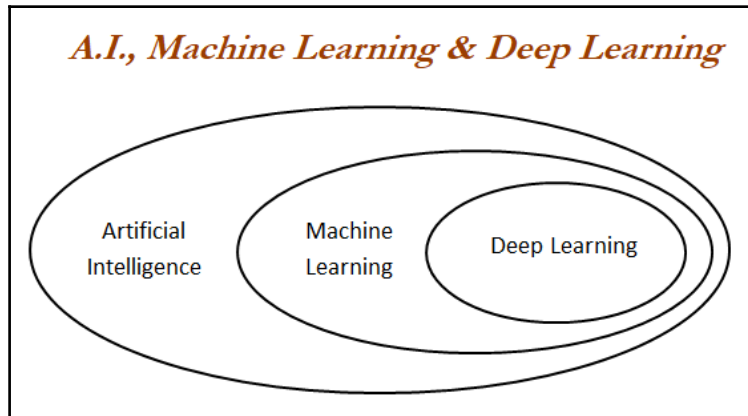 A.I., Machine Learning & Deep Learning
Artificial
Intelligence
Machine
Learning
Deep Learning